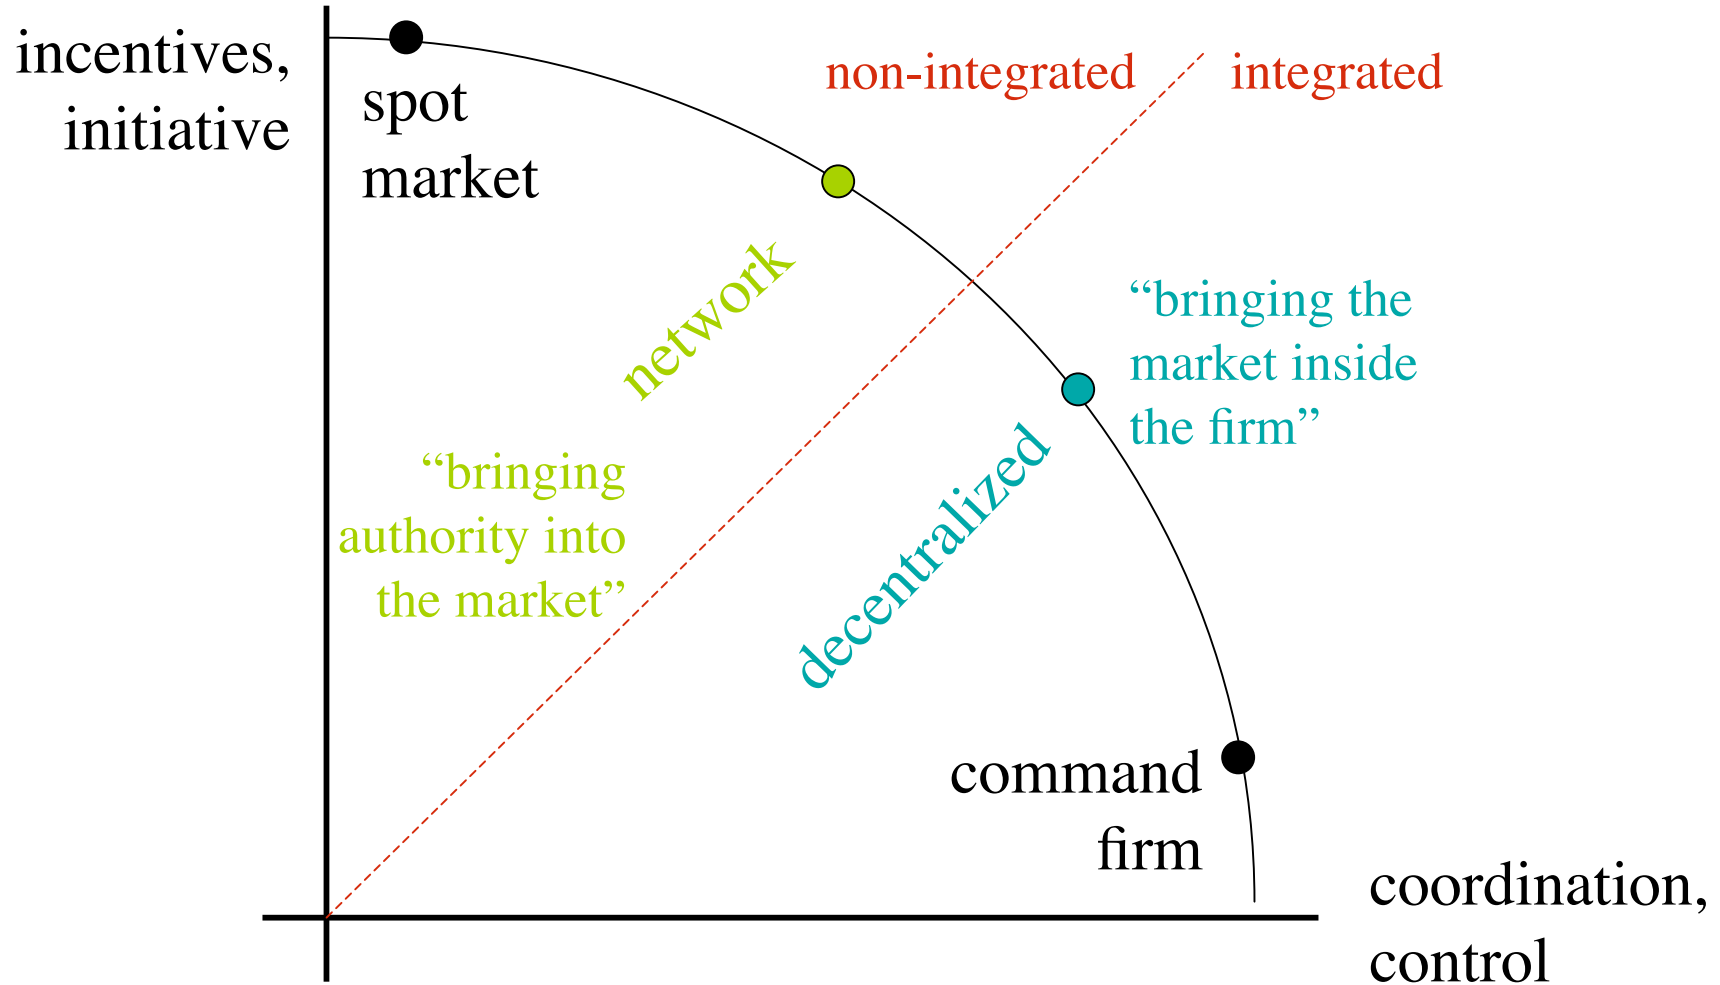 incentives,
initiative
spot
market
non-integrated
integrated
network
“bringing the
market inside
the firm”
“bringing
authority into
the market”
decentralized
command
firm
coordination,
control